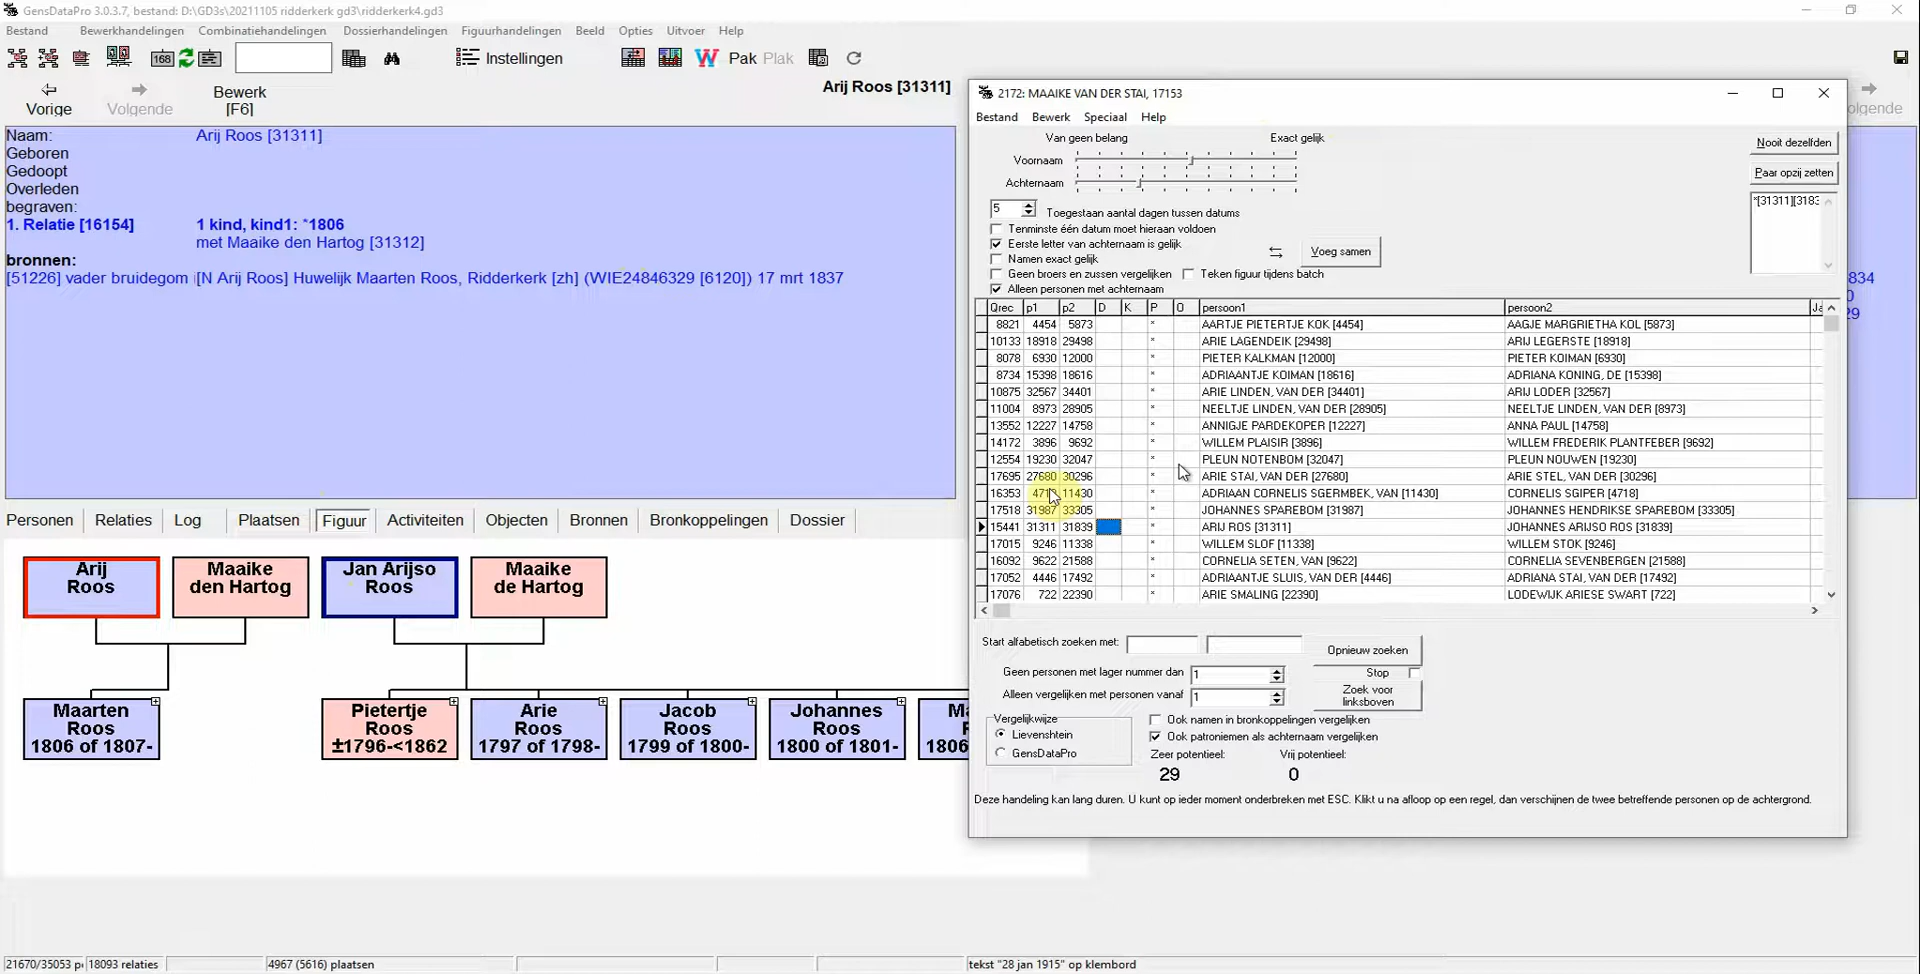 GensDataPro 3.0.3.7, bestand: D:\GD3s\20211105 ridderkerk gd3\ridderkerk4.gd3
Bestand Bewerkhandelingen Combinatiehandelingen Dossierhandelingen Figuurhandelingen Beeld Opties Uitvoer Help
168 Instellingen W Pak Plak
Vorige Volgende Bewerk [F6] Arij Roos [31311]
Naam: Arij Roos [31311]
Geboren
Gedoopt
Overleden
begraven:
1. Relatie [16154] 1 kind, kind1: *1806
met Maaike den Hartog [31312]
bronnen:
[51226] vader bruidegom [N Arij Roos] Huwelijk Maarten Roos, Ridderkerk [zh] (WIE24846329 [6120]) 17 mrt 1837
Personen Relaties Log Plaatsen Figuur Activiteiten Objecten Bronnen Bronkoppelingen Dossier
Arij Roos
Maaike den Hartog
Jan Arijso Roos
Maaike de Hartog
Maarten Roos 1806 of 1807-
Pietertje Roos ±1796-<1862
Arie Roos 1797 of 1798-
Jacob Roos 1799 of 1800-
Johannes Roos 1800 of 1801-
21670/35053 18093 relaties 4967 (5616) plaatsen tekst "28 jan 1915" op klembord
2172: MAAIKE VAN DER STAI, 17153
Bestand Bewerk Speciaal Help
Van geen belang Exact gelijk
Voornaam
Achternaam
5 Toegestaan aantal dagen tussen datums
Tenminste één datum moet hieraan voldoen
Eerste letter van achternaam is gelijk
Namen exact gelijk
Geen broers en zussen vergelijken Teken figuur tijdens batch
Alleen personen met achternaam
Voeg samen
Nooit dezelfden
Paar opzij zetten
*[31311][3183
Qrec p1 p2 D K P O persoon1 persoon2
8821 4454 5873 * AARTJE PIETERTJE KOK [4454] AAGJE MARGRIETHA KOL [5873]
10133 18918 29498 * ARIE LAGENDEIK [29498] ARIJ LEGERSTE [18918]
8078 6930 12000 * PIETER KALKMAN [12000] PIETER KOIMAN [6930]
8734 15398 18616 * ADRIAANTJE KOIMAN [18616] ADRIANA KONING, DE [15398]
10875 32567 34401 * ARIE LINDEN, VAN DER [34401] ARIJ LODER [32567]
11004 8973 28905 * NEELTJE LINDEN, VAN DER [28905] NEELTJE LINDEN, VAN DER [8973]
13552 12227 14758 * ANNIGJE PARDEKOPER [12227] ANNA PAUL [14758]
14172 3896 9692 * WILLEM PLAISIR [3896] WILLEM FREDERIK PLANTFEBER [9692]
12554 19230 32047 * PLEUN NOTENBOM [32047] PLEUN NOUWEN [19230]
17695 27680 30296 * ARIE STAI, VAN DER [27680] ARIE STEL, VAN DER [30296]
16353 4718 11430 * ADRIAAN CORNELIS SGERMBEK, VAN [11430] CORNELIS SGIPER [4718]
17518 31987 33305 * JOHANNES SPAREBOM [31987] JOHANNES HENDRIKSE SPAREBOM [33305]
15441 31311 31839 * ARIJ ROS [31311] JOHANNES ARIJSO ROS [31839]
17015 9246 11338 * WILLEM SLOF [11338] WILLEM STOK [9246]
16092 9622 21588 * CORNELIA SETEN, VAN [9622] CORNELIA SEVENBERGEN [21588]
17052 4446 17492 * ADRIAANTJE SLUIS, VAN DER [4446] ADRIANA STAI, VAN DER [17492]
17076 722 22390 * ARIE SMALING [22390] LODEWIJK ARIESE SWART [722]
Start alfabetisch zoeken met: Opnieuw zoeken
Geen personen met lager nummer dan 1 Stop
Alleen vergelijken met personen vanaf 1 Zoek voor linksboven
Vergelijkwijze
Lievenshtein
GensDataPro
Ook namen in bronkoppelingen vergelijken
Ook patroniemen als achternaam vergelijken
Zeer potentieel: Vrij potentieel:
29 0
Deze handeling kan lang duren. U kunt op ieder moment onderbreken met ESC. Klikt u na afloop op een regel, dan verschijnen de twee betreffende personen op de achtergrond.